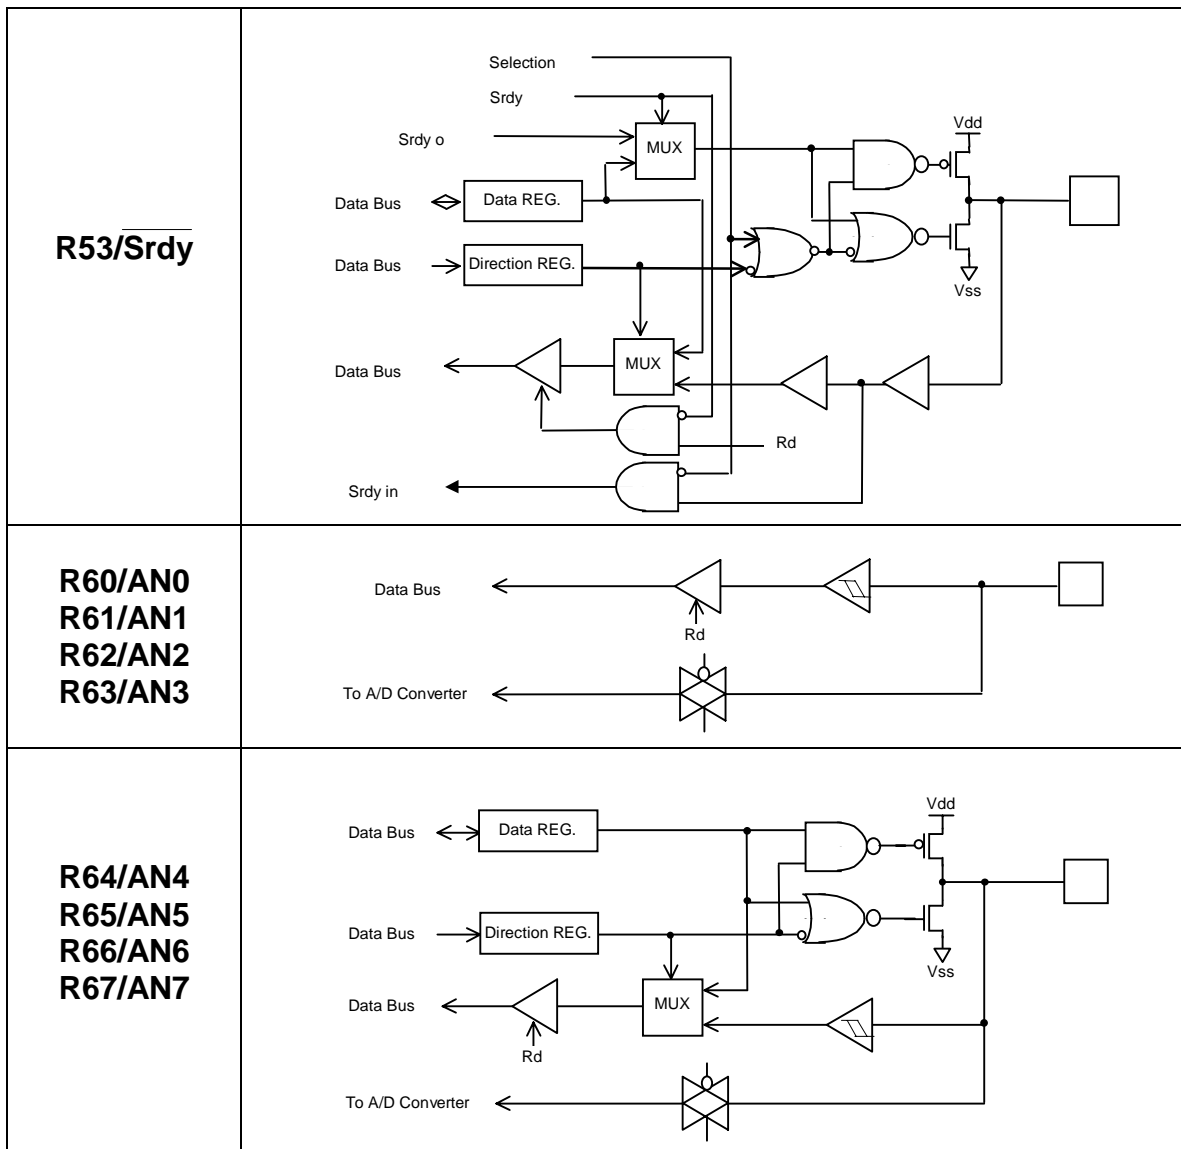 R53/Srdy
Selection
Srdy
Srdy o
MUX
Vdd
Data Bus
Data REG.
Data Bus
Direction REG.
Vss
Data Bus
MUX
Rd
Srdy in
R60/AN0
R61/AN1
R62/AN2
R63/AN3
Data Bus
Rd
To A/D Converter
R64/AN4
R65/AN5
R66/AN6
R67/AN7
Vdd
Data Bus
Data REG.
Data Bus
Direction REG.
Vss
Data Bus
MUX
Rd
To A/D Converter